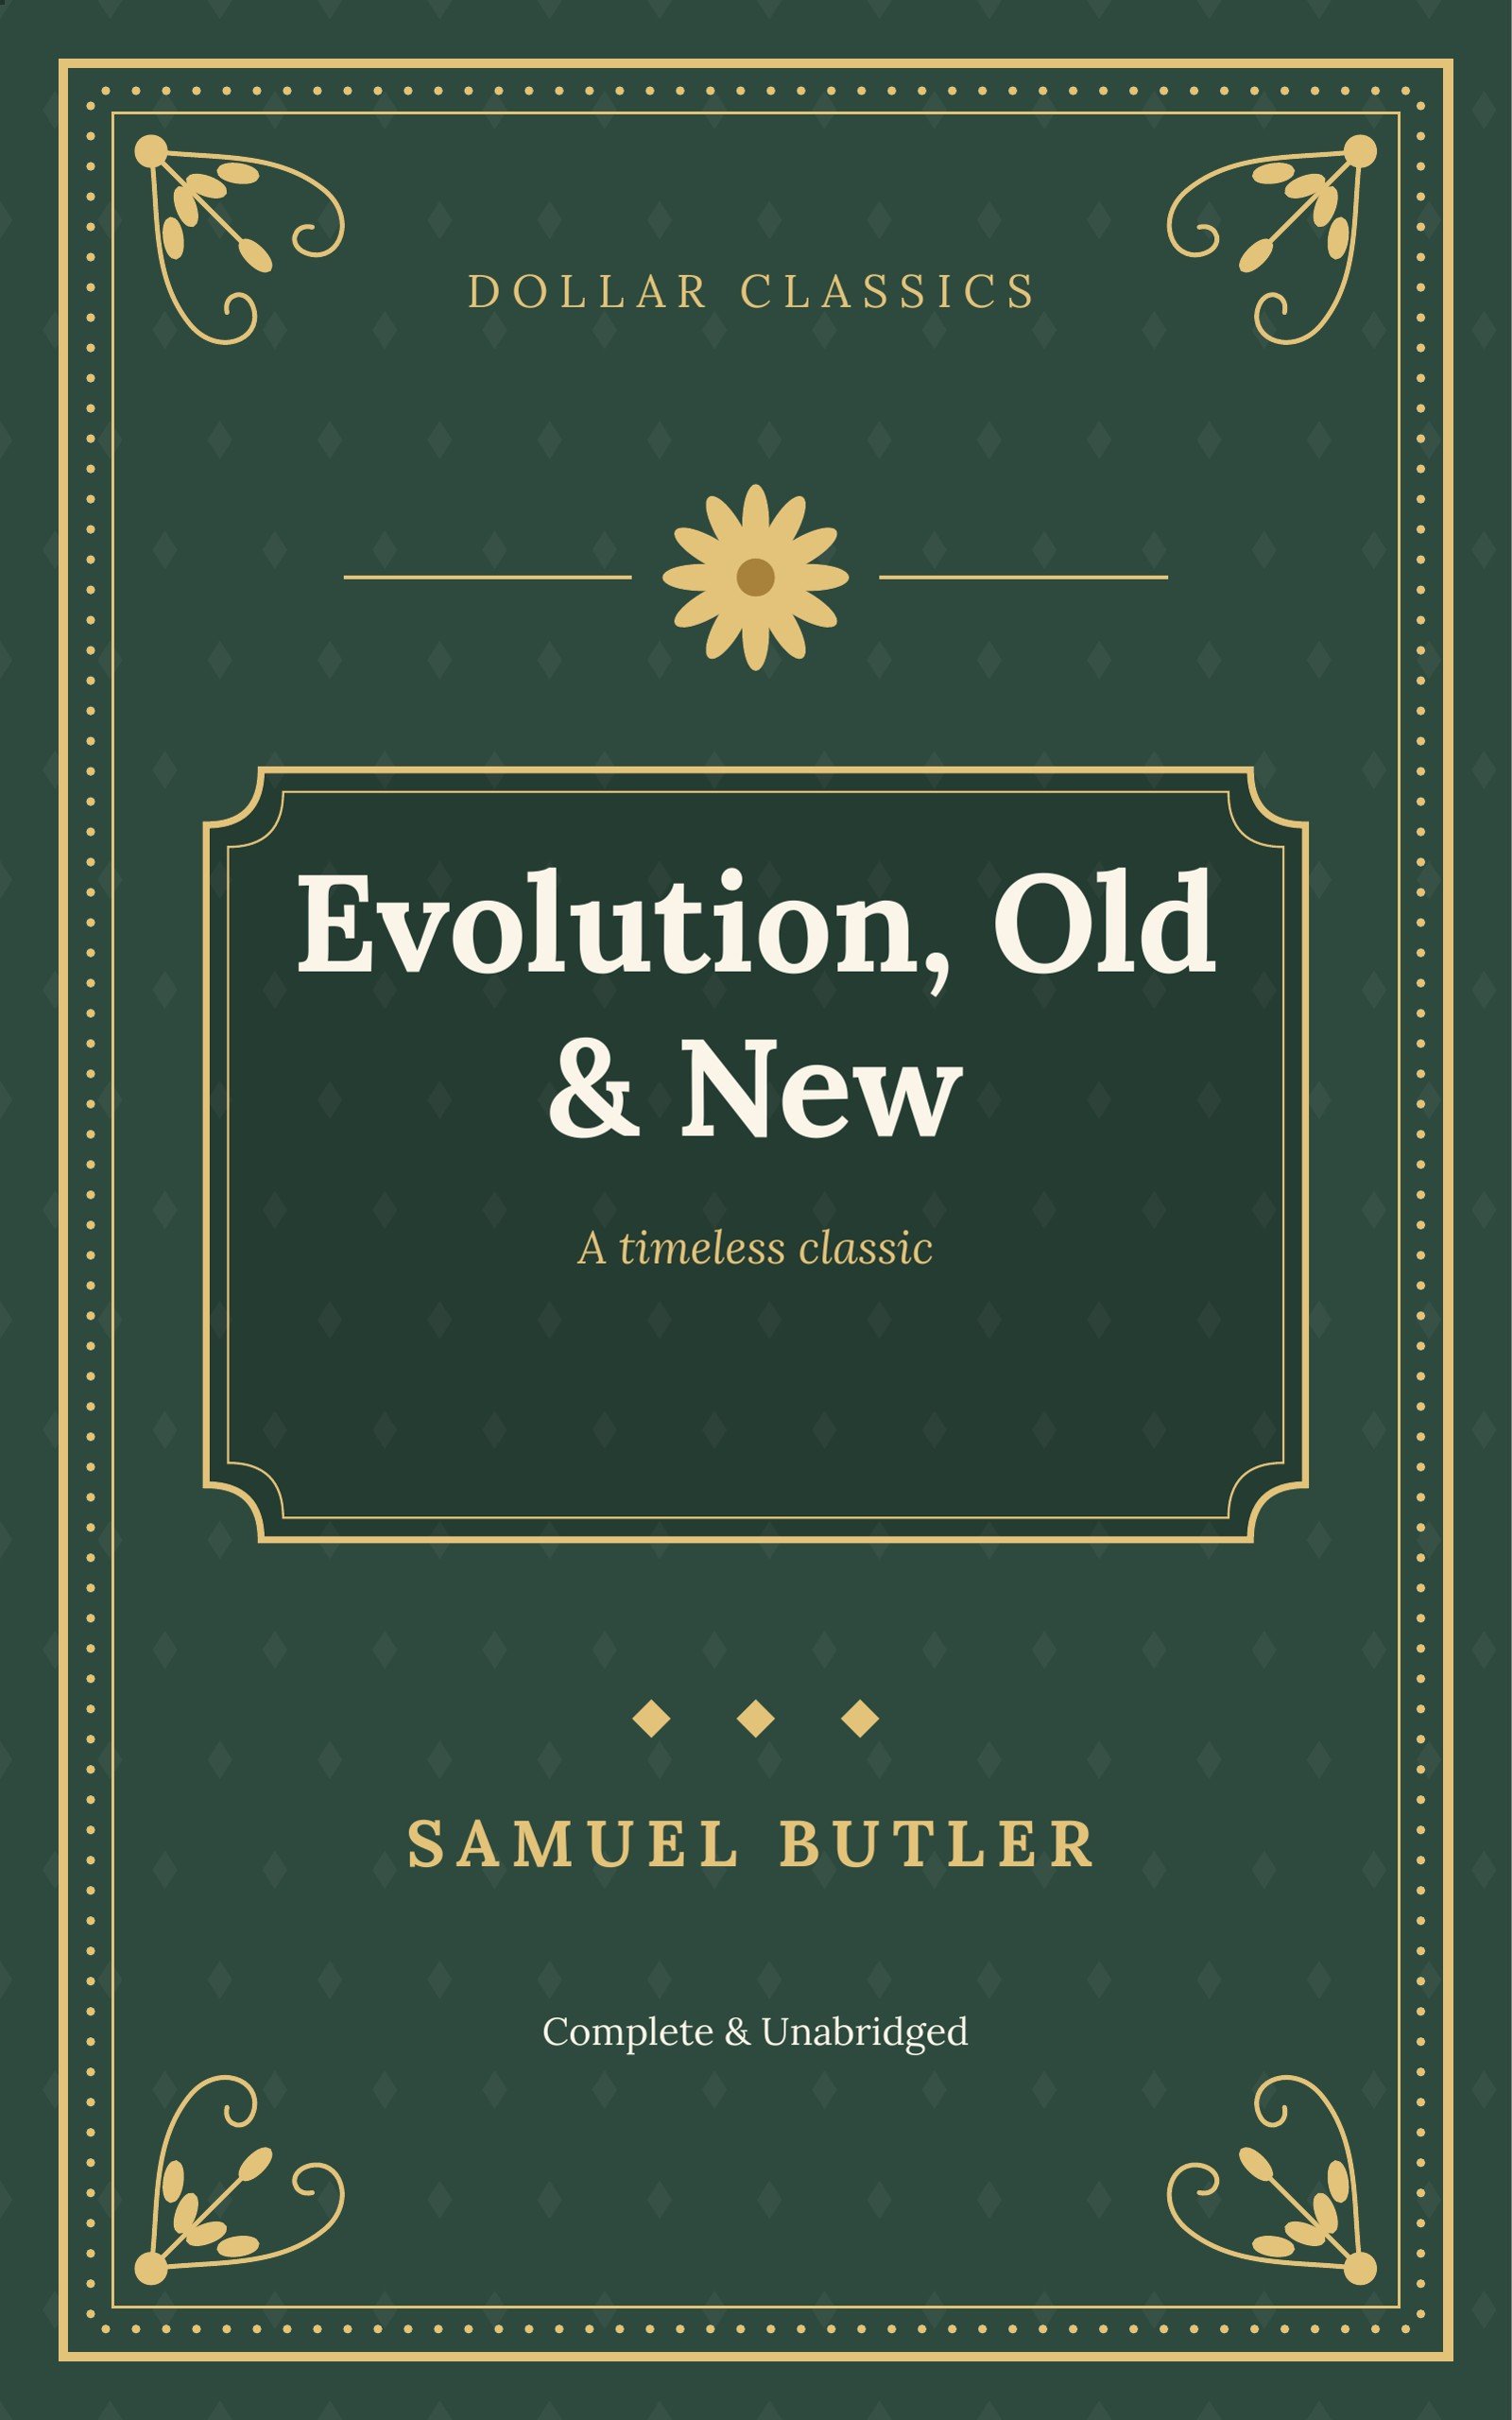 DOLLAR CLASSICS
Evolution, Old
& New
A timeless classic
SAMUEL BUTLER
Complete & Unabridged